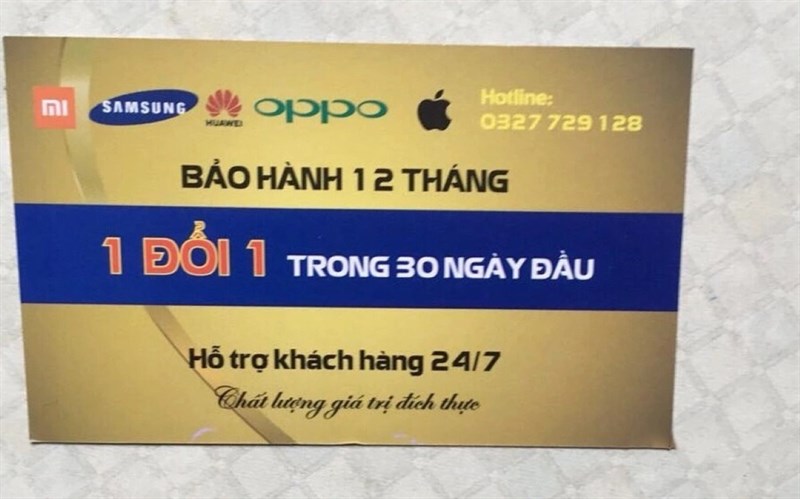 mi SAMSUNG HUAWEI oppo Hotline:
0327 729 128
BẢO HÀNH 12 THÁNG
1 ĐỔI 1 TRONG 30 NGÀY ĐẦU
Hỗ trợ khách hàng 24/7
Chất lượng giá trị đích thực